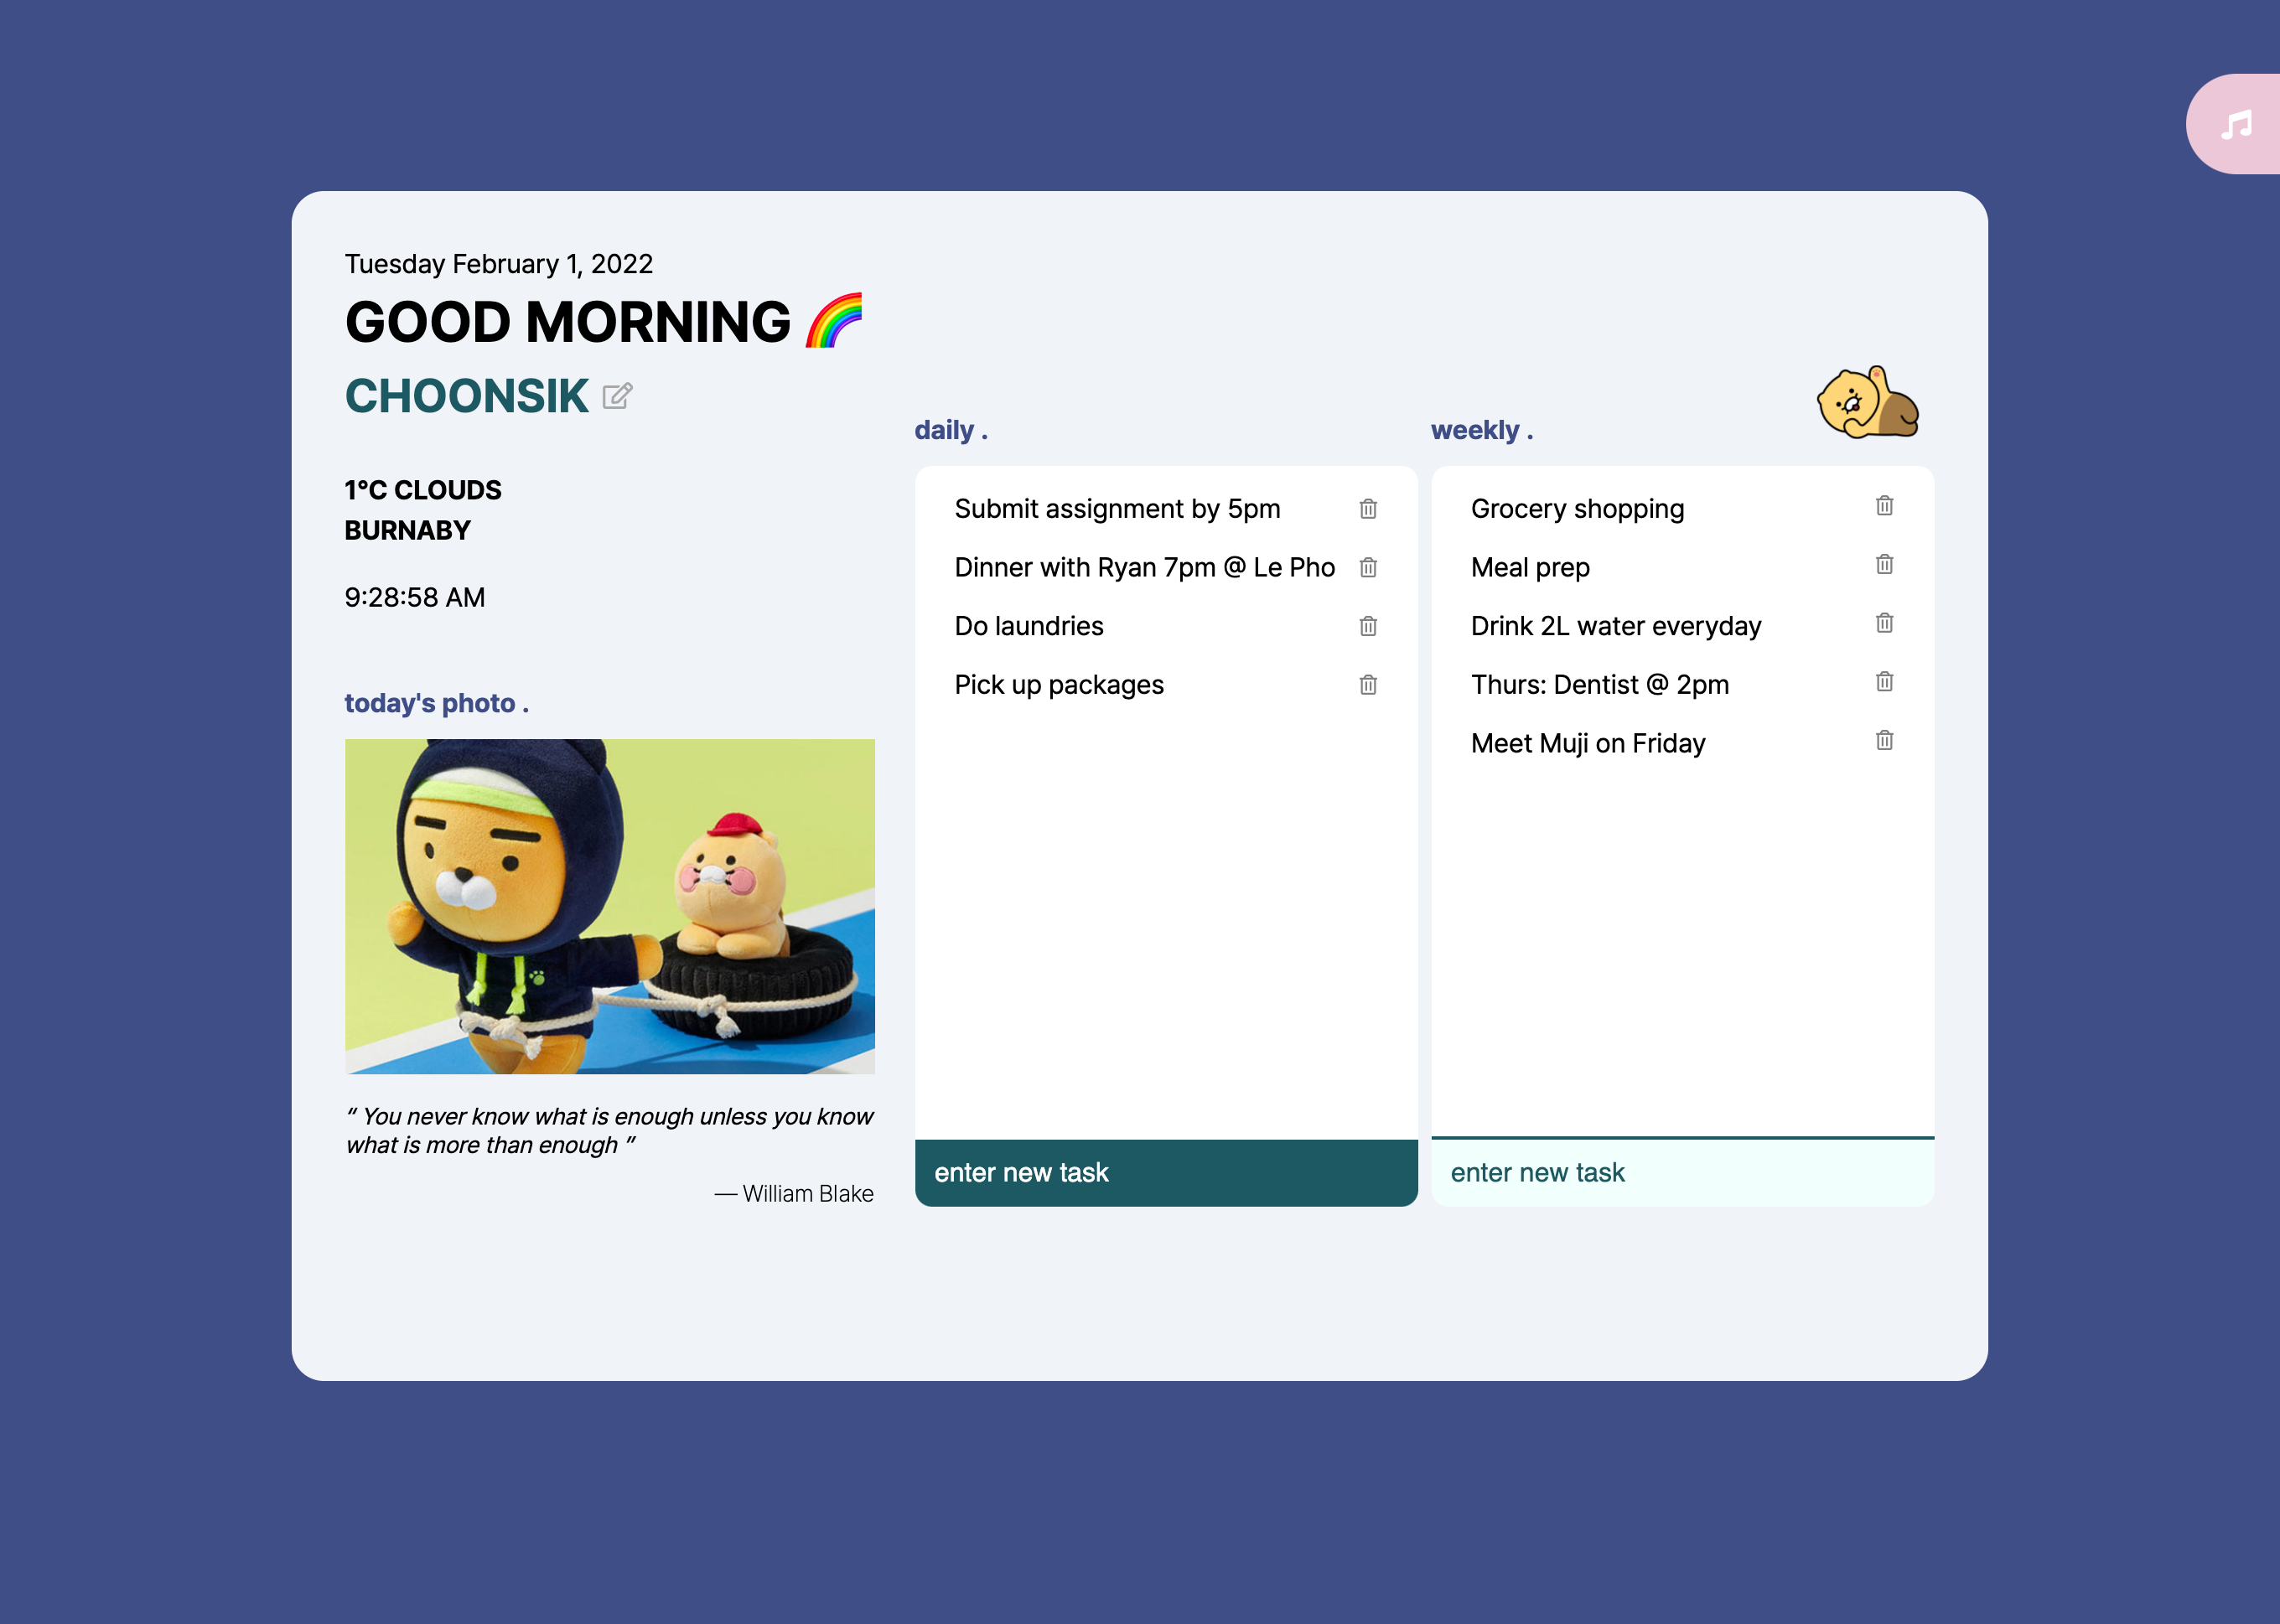 Tuesday February 1, 2022
GOOD MORNING 🌈
CHOONSIK
1°C CLOUDS
BURNABY
9:28:58 AM
today's photo .
“ You never know what is enough unless you know
what is more than enough ”
— William Blake
daily .
Submit assignment by 5pm
Dinner with Ryan 7pm @ Le Pho
Do laundries
Pick up packages
enter new task
weekly .
Grocery shopping
Meal prep
Drink 2L water everyday
Thurs: Dentist @ 2pm
Meet Muji on Friday
enter new task